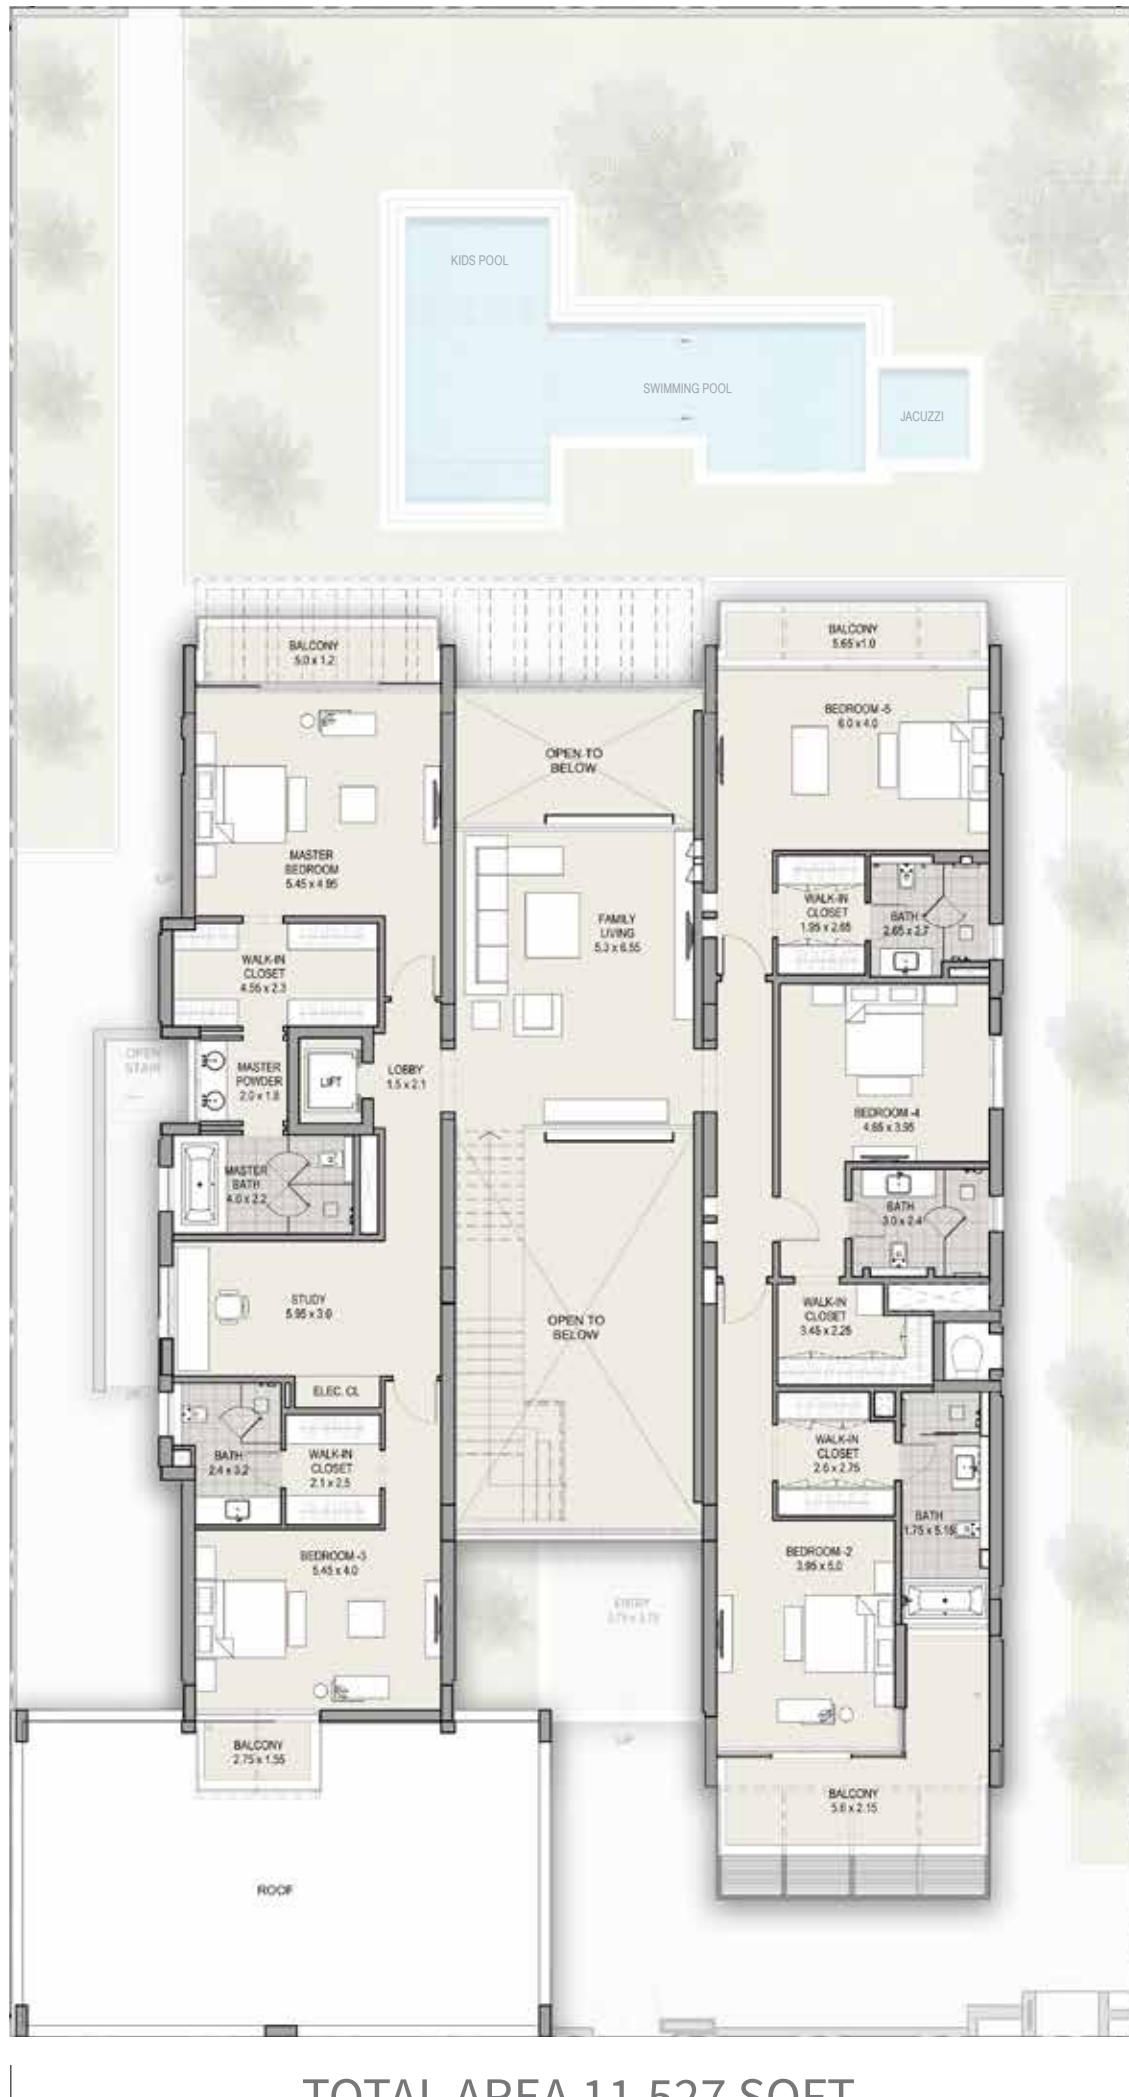 KIDS POOL
SWIMMING POOL
JACUZZI
BALCONY
5.0 x 1.2
BALCONY
5.65 x 1.0
BEDROOM -5
6.0 x 4.0
OPEN TO
BELOW
MASTER
BEDROOM
5.45 x 4.95
FAMILY
LIVING
5.3 x 6.55
WALK-IN
CLOSET
1.95 x 2.65
BATH
2.65 x 2.7
WALK-IN
CLOSET
4.55 x 2.3
OPEN
STAIR
MASTER
POWDER
2.0 x 1.8
LIFT
LOBBY
1.5 x 2.1
BEDROOM -4
4.65 x 3.95
MASTER
BATH
4.0 x 2.2
BATH
3.0 x 2.4
STUDY
5.95 x 3.0
OPEN TO
BELOW
WALK-IN
CLOSET
3.45 x 2.25
ELEC. CL
BATH
2.4 x 3.2
WALK-IN
CLOSET
2.1 x 2.5
WALK-IN
CLOSET
2.6 x 2.75
BATH
1.75 x 5.15
BEDROOM -3
5.45 x 4.0
BEDROOM -2
3.95 x 5.0
ENTRY
BALCONY
2.75 x 1.55
BALCONY
5.6 x 2.15
ROOF
TOTAL AREA 11,527 SQFT